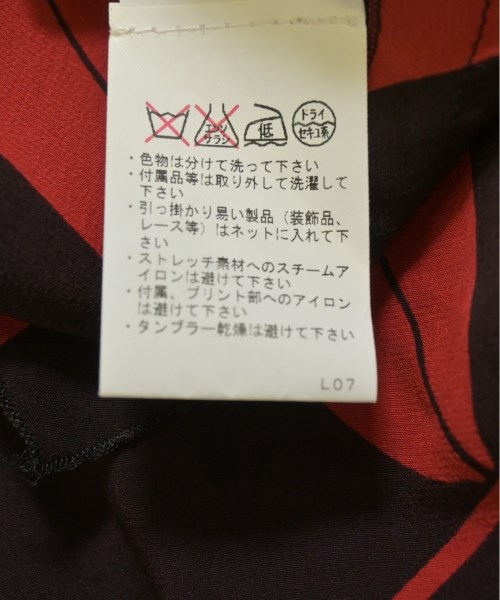 エンソ
サラシ
低
ドライ
セキユ系
・色物は分けて洗って下さい
・付属品等は取り外して洗濯して
下さい
・引っ掛かり易い製品（装飾品、
レース等）はネットに入れて下
さい
・ストレッチ素材へのスチームア
イロンは避けて下さい
・付属、プリント部へのアイロン
は避けて下さい
・タンブラー乾燥は避けて下さい
L07